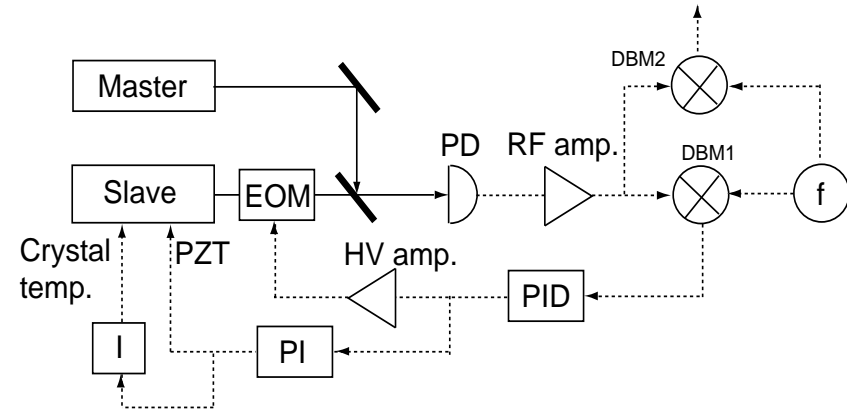 DBM2
Master
PD
RF amp.
DBM1
Slave
EOM
f
Crystal
temp.
PZT
HV amp.
PID
I
PI